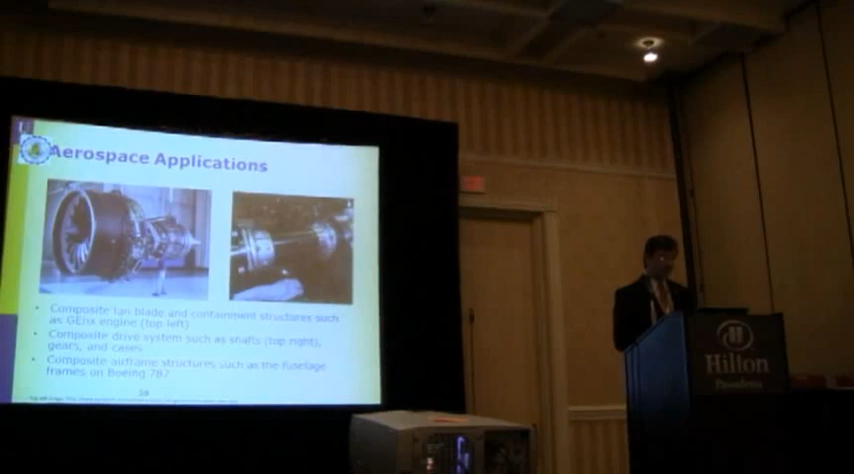 Aerospace Applications
• Composite fan blade and containment structures such
as GEnx engine (top left)
• Composite drive system such as shafts (top right),
gears, and cases
• Composite airframe structures such as the fuselage
frames on Boeing 787
Hilton
Pasadena